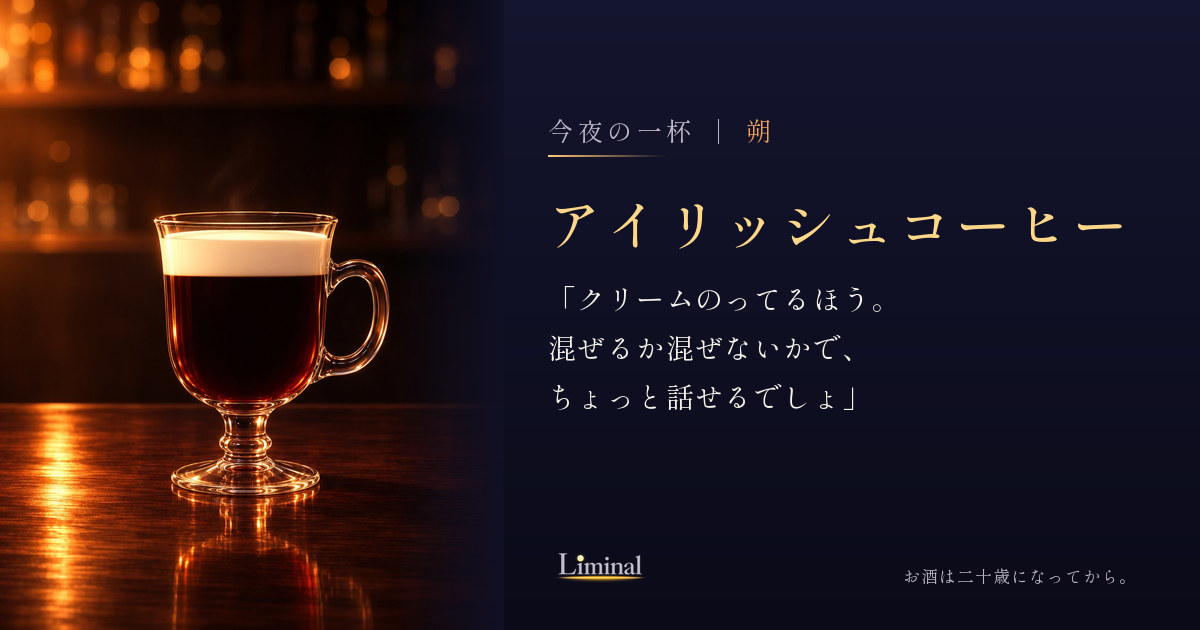 今夜の一杯 | 朔
アイリッシュコーヒー
「クリームのってるほう。
混ぜるか混ぜないかで、
ちょっと話せるでしょ」
Liminal
お酒は二十歳になってから。